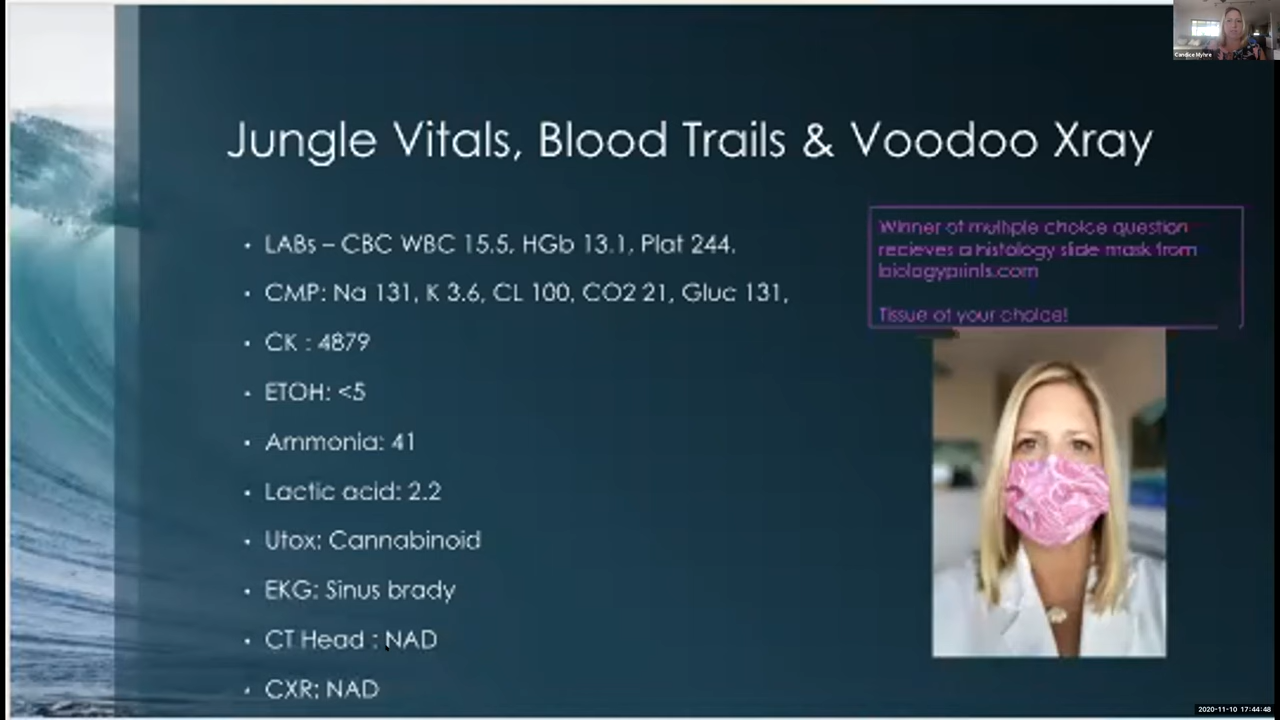 Candice Myhre
Jungle Vitals, Blood Trails & Voodoo Xray
• LABs – CBC WBC 15.5, HGb 13.1, Plat 244.
• CMP: Na 131, K 3.6, CL 100, CO2 21, Gluc 131,
• CK : 4879
• ETOH: <5
• Ammonia: 41
• Lactic acid: 2.2
• Utox: Cannabinoid
• EKG: Sinus brady
• CT Head : NAD
• CXR: NAD
Winner of multiple choice question
recieves a histology slide mask from
biologyprints.com
Tissue of your choice!
2020-11-10 17:44:48